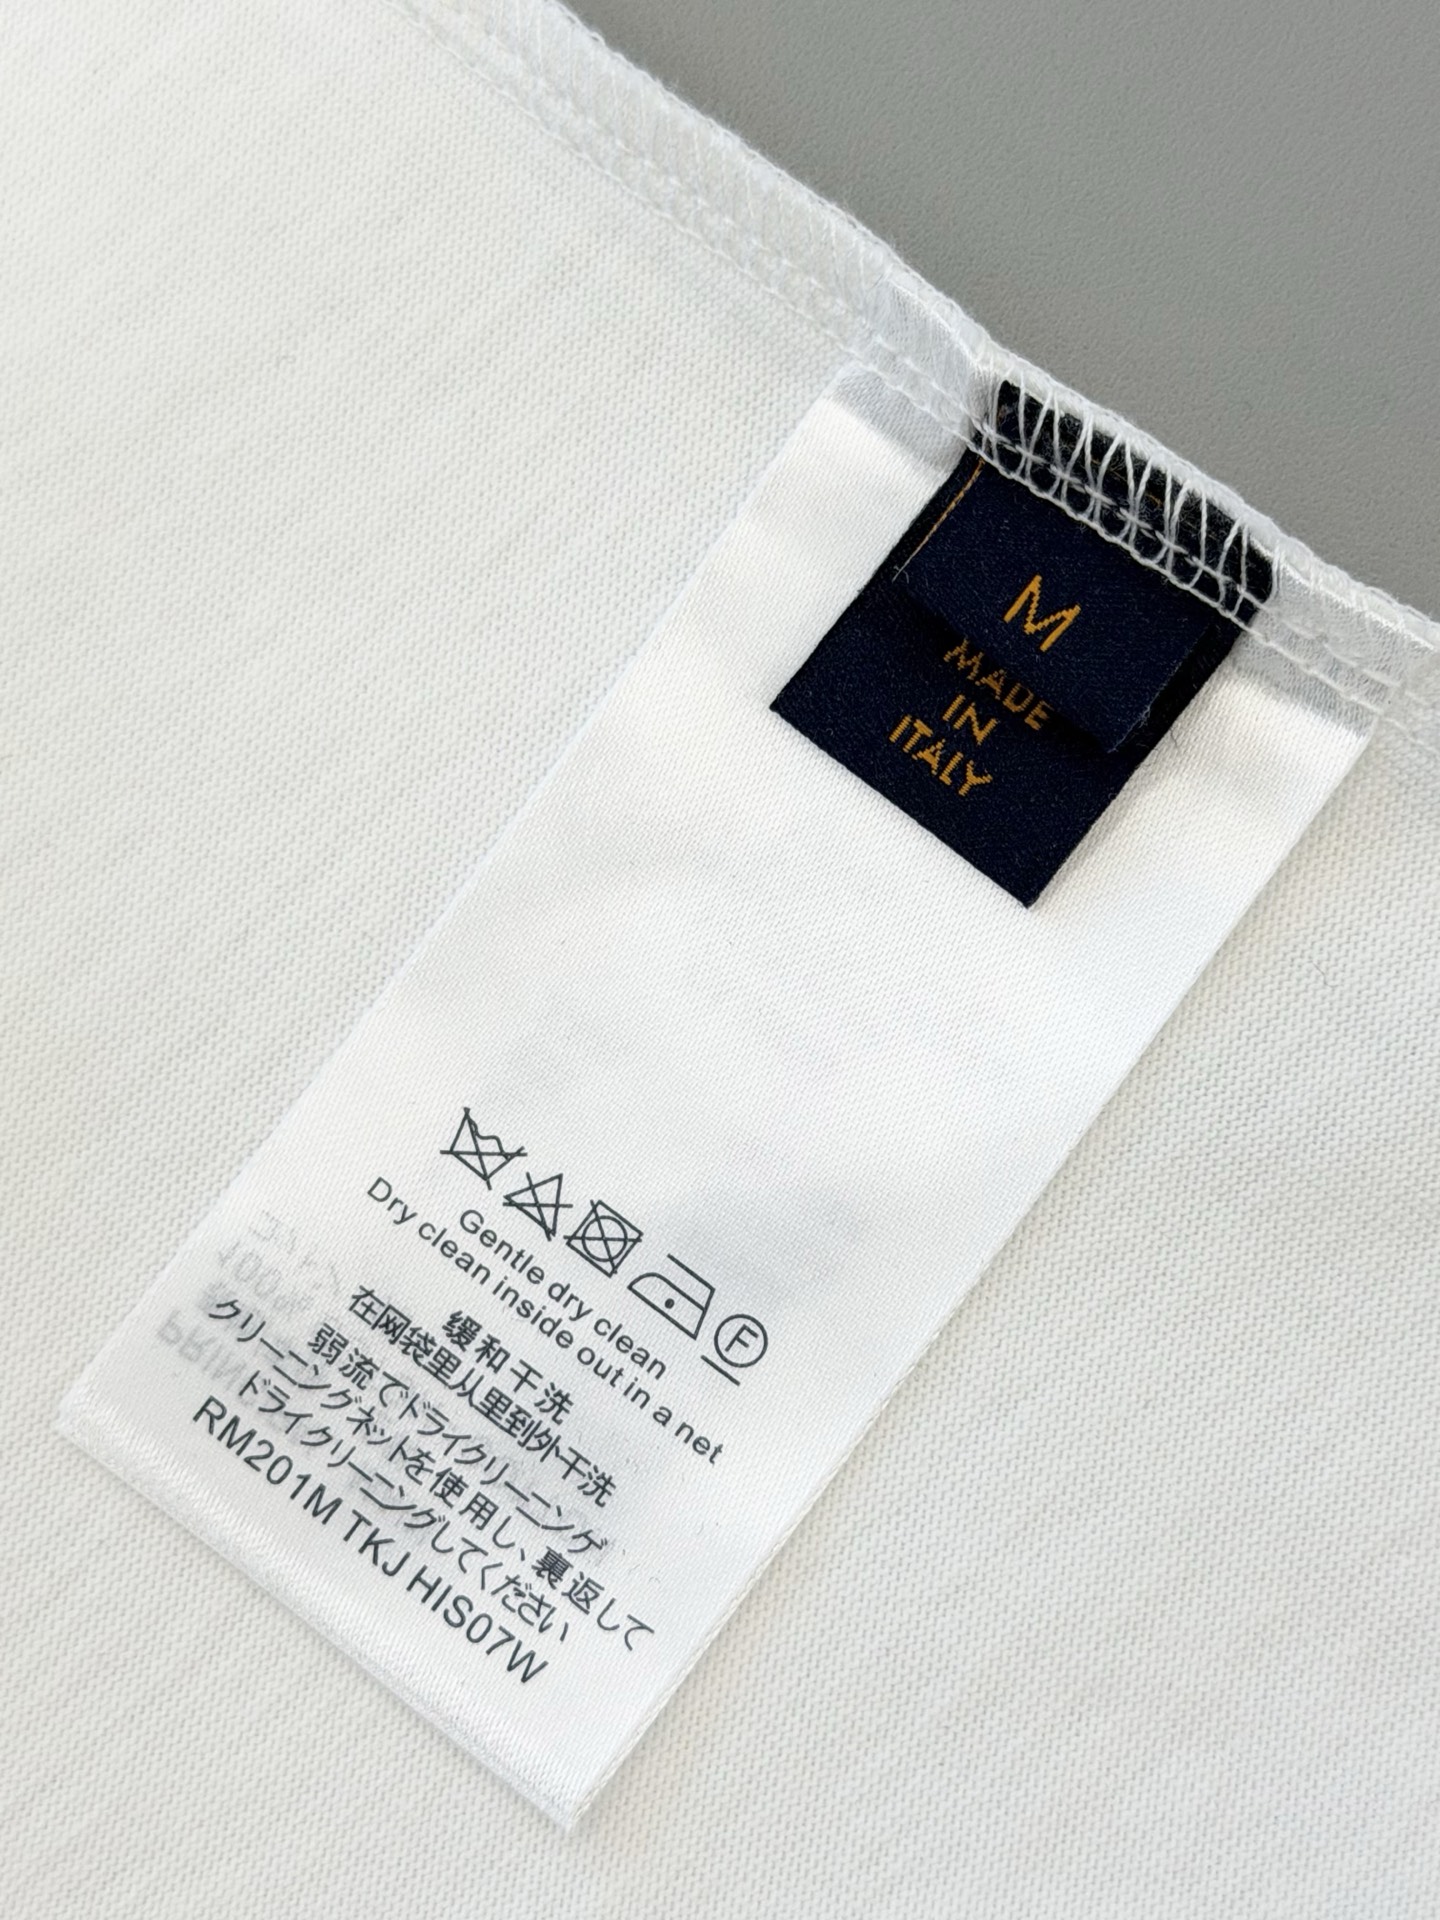 M
MADE
IN
ITALY
F
Gentle dry clean
Dry clean inside out in a net
缓和干洗
在网袋里从里到外干洗
弱流でドライクリーニング
クリーニングネットを使用し、裏返して
ドライクリーニングしてください
RM201M TKJ HIS07W